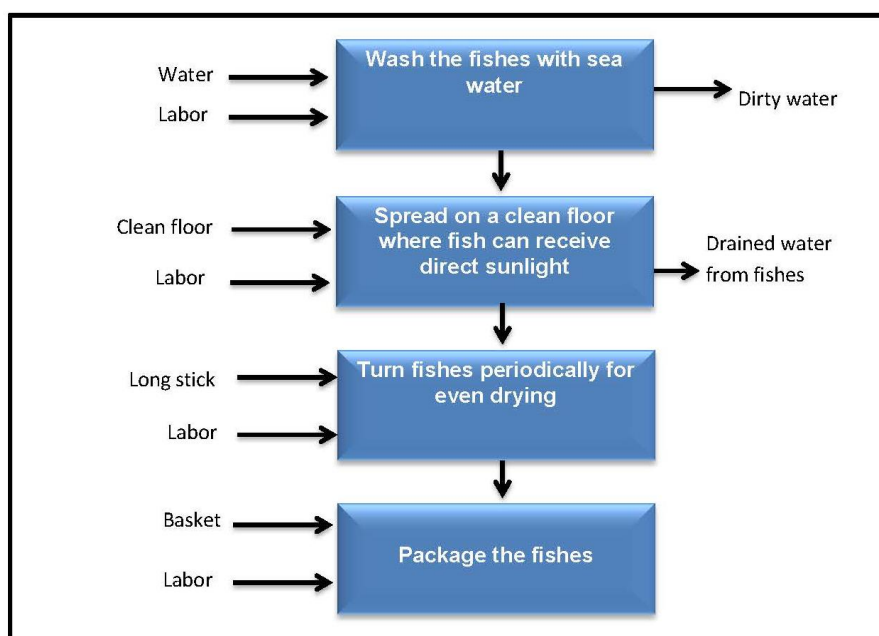 Wash the fishes with sea
water
Water
Labor
Dirty water
Spread on a clean floor
where fish can receive
direct sunlight
Clean floor
Labor
Drained water
from fishes
Turn fishes periodically for
even drying
Long stick
Labor
Package the fishes
Basket
Labor